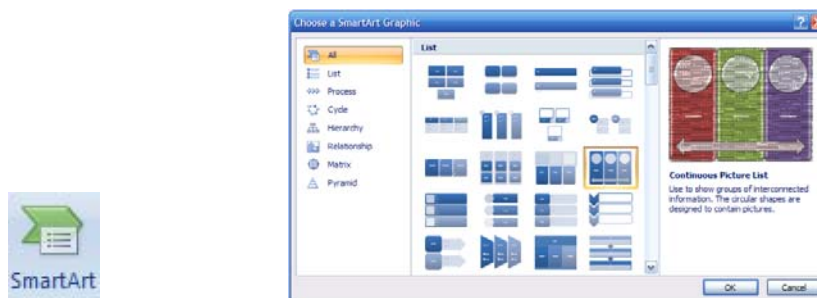 Choose a SmartArt Graphic
All
List
Process
Cycle
Hierarchy
Relationship
Matrix
Pyramid
List
Continuous Picture List
Use to show groups of interconnected
information. The circular shapes are
designed to contain pictures.
OK
Cancel
SmartArt